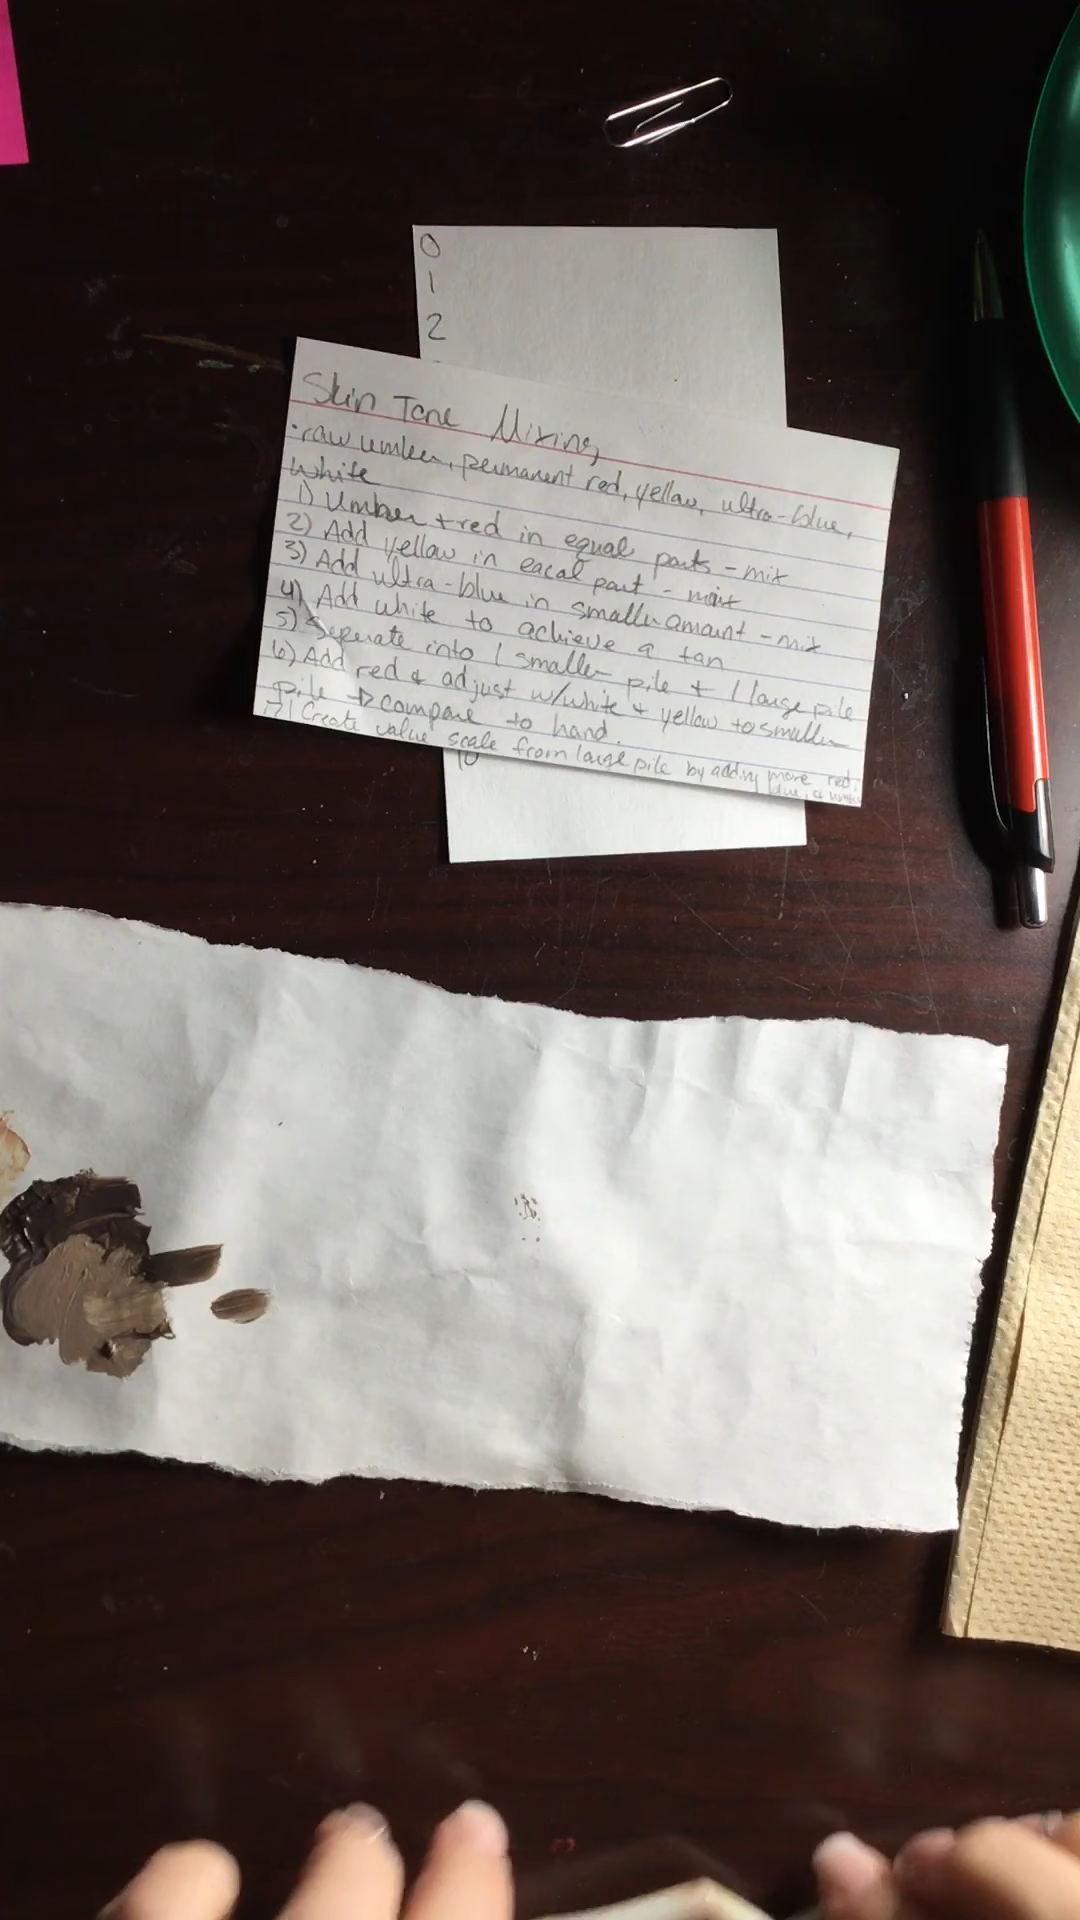 0
1
2
Skin Tone Mixing
·raw umber, permanent red, yellow, ultra-blue,
white
1) Umber + red in equal parts - mix
2) Add yellow in eacal part - mix
3) Add ultra-blue in smaller amount - mix
4) Add white to achieve a tan
5) Seperate into 1 smaller pile + 1 large pile
6) Add red & adjust w/white & yellow to smaller
pile → compare to hand.
7) Create value scale from large pile by adding more red,
blue, & umber
10